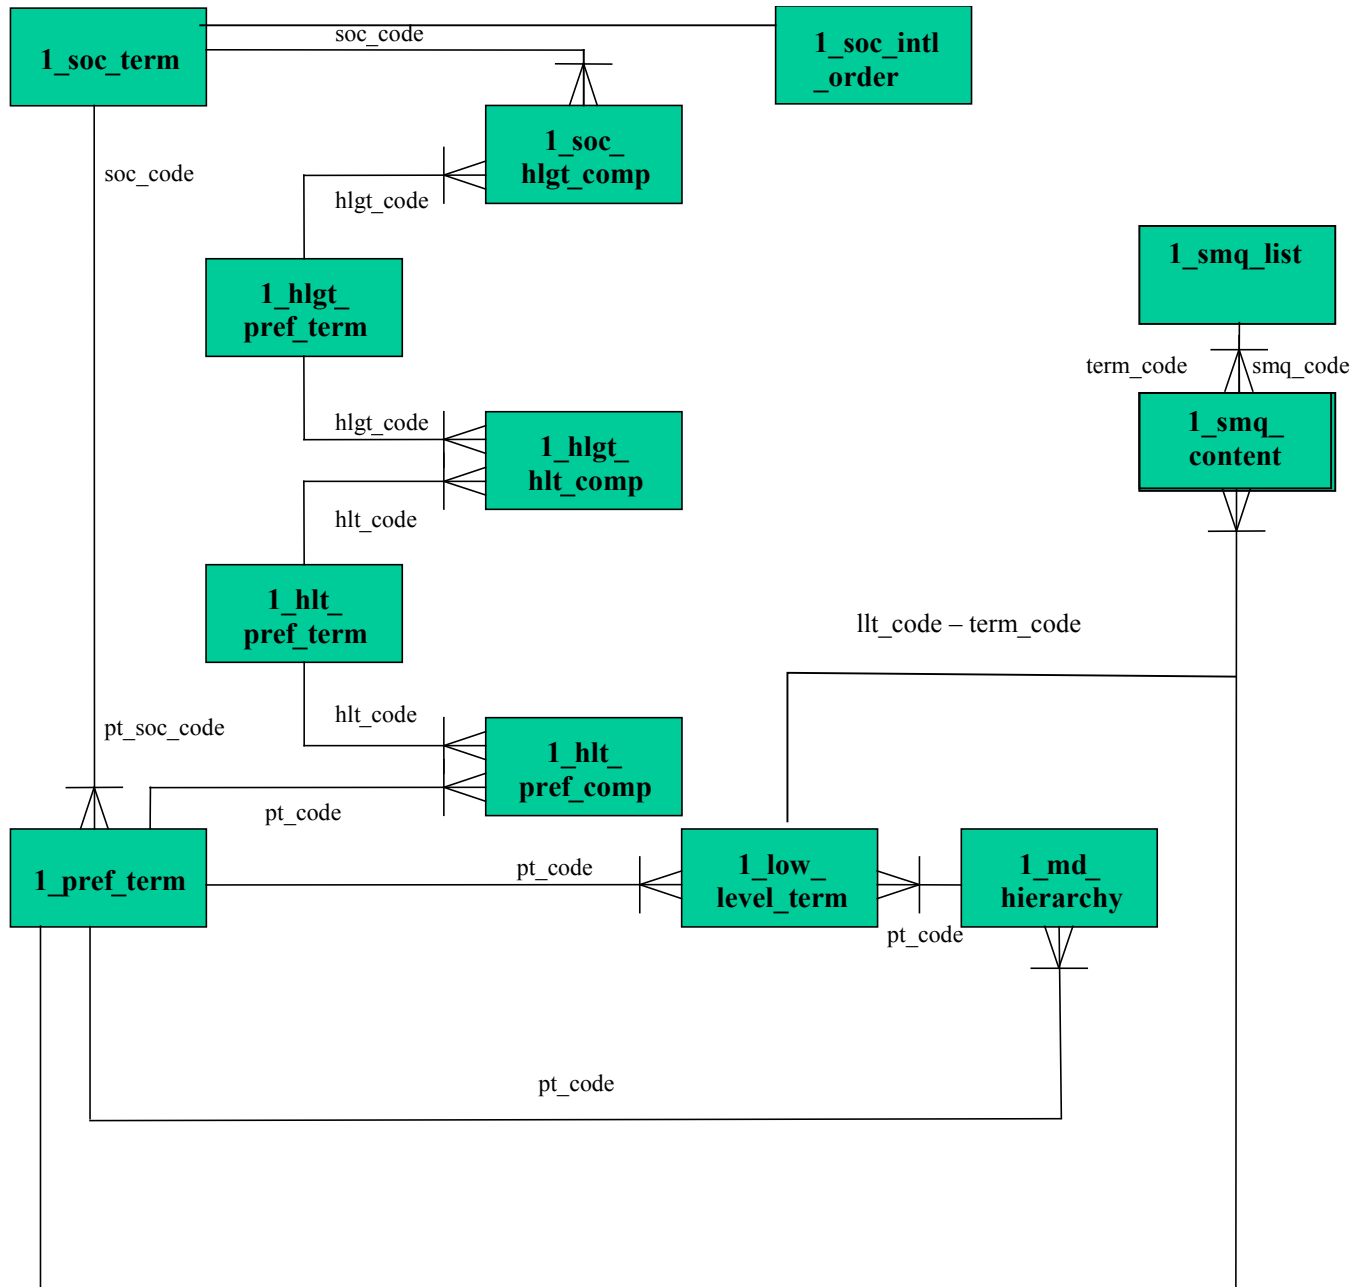 1_soc_term
soc_code
1_soc_intl
_order
1_soc_
hlgt_comp
soc_code
hlgt_code
1_smq_list
1_hlgt_
pref_term
term_code
smq_code
hlgt_code
1_hlgt_
hlt_comp
1_smq_
content
hlt_code
1_hlt_
pref_term
llt_code – term_code
hlt_code
pt_soc_code
1_hlt_
pref_comp
pt_code
1_pref_term
pt_code
1_low_
level_term
1_md_
hierarchy
pt_code
pt_code